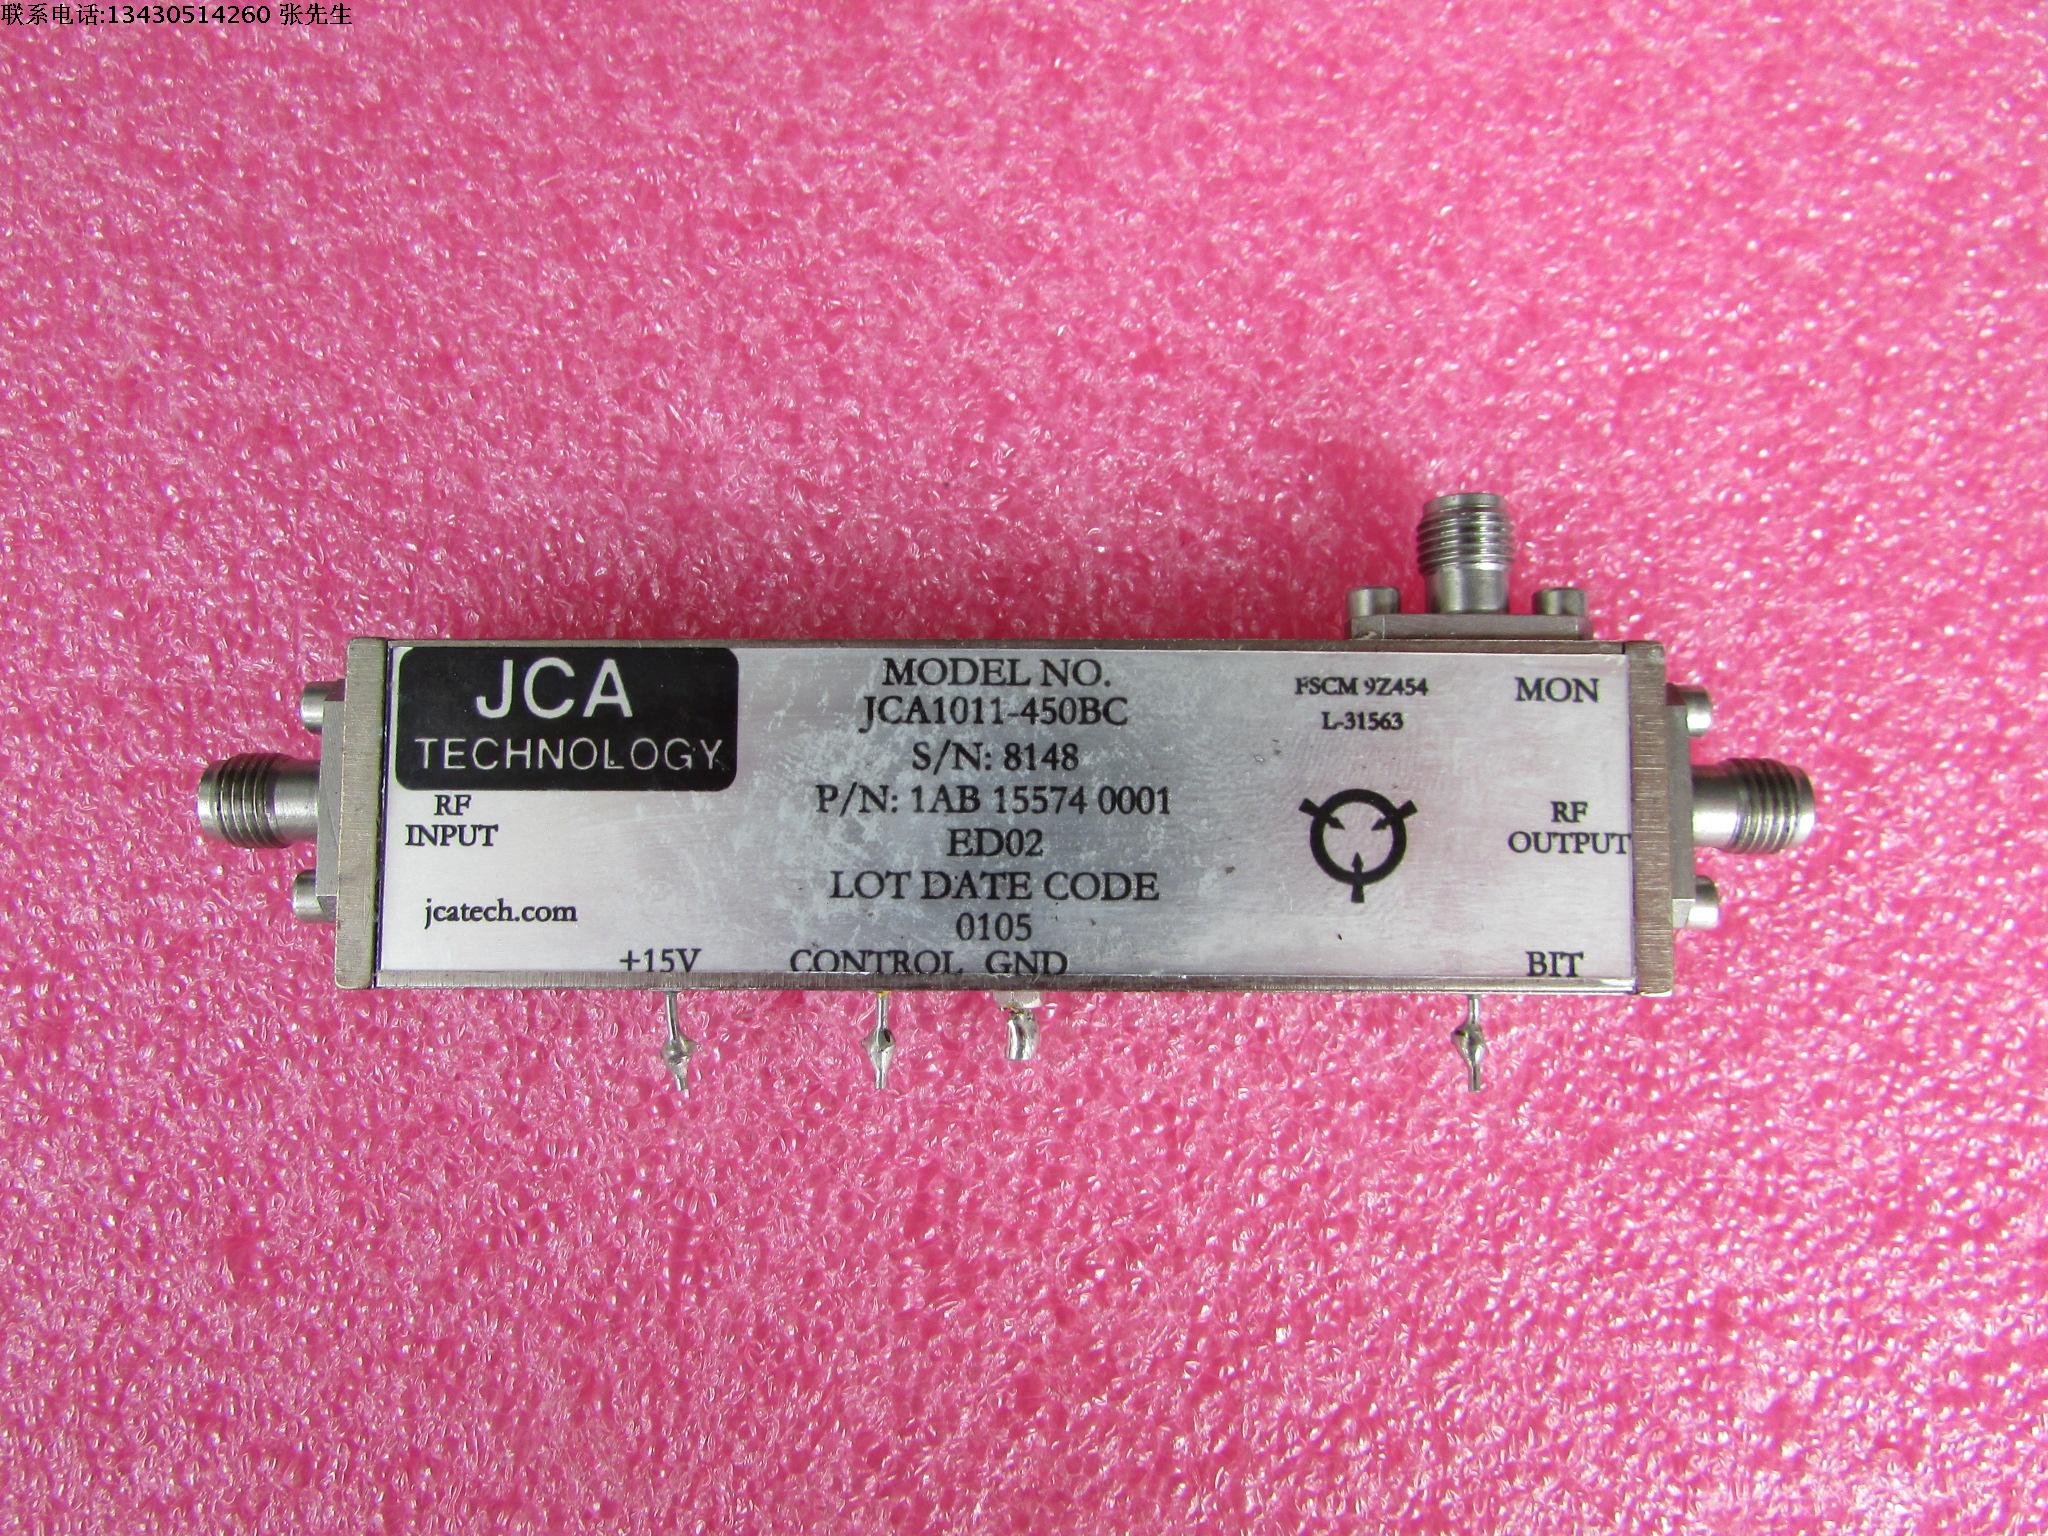 联系电话:13430514260 张先生
JCA
TECHNOLOGY
RF
INPUT
jcatech.com
MODEL NO.
JCA1011-450BC
S/N: 8148
P/N: 1AB 15574 0001
ED02
LOT DATE CODE
0105
+15V CONTROL GND
FSCM 9Z454
L-31563
MON
RF
OUTPUT
BIT